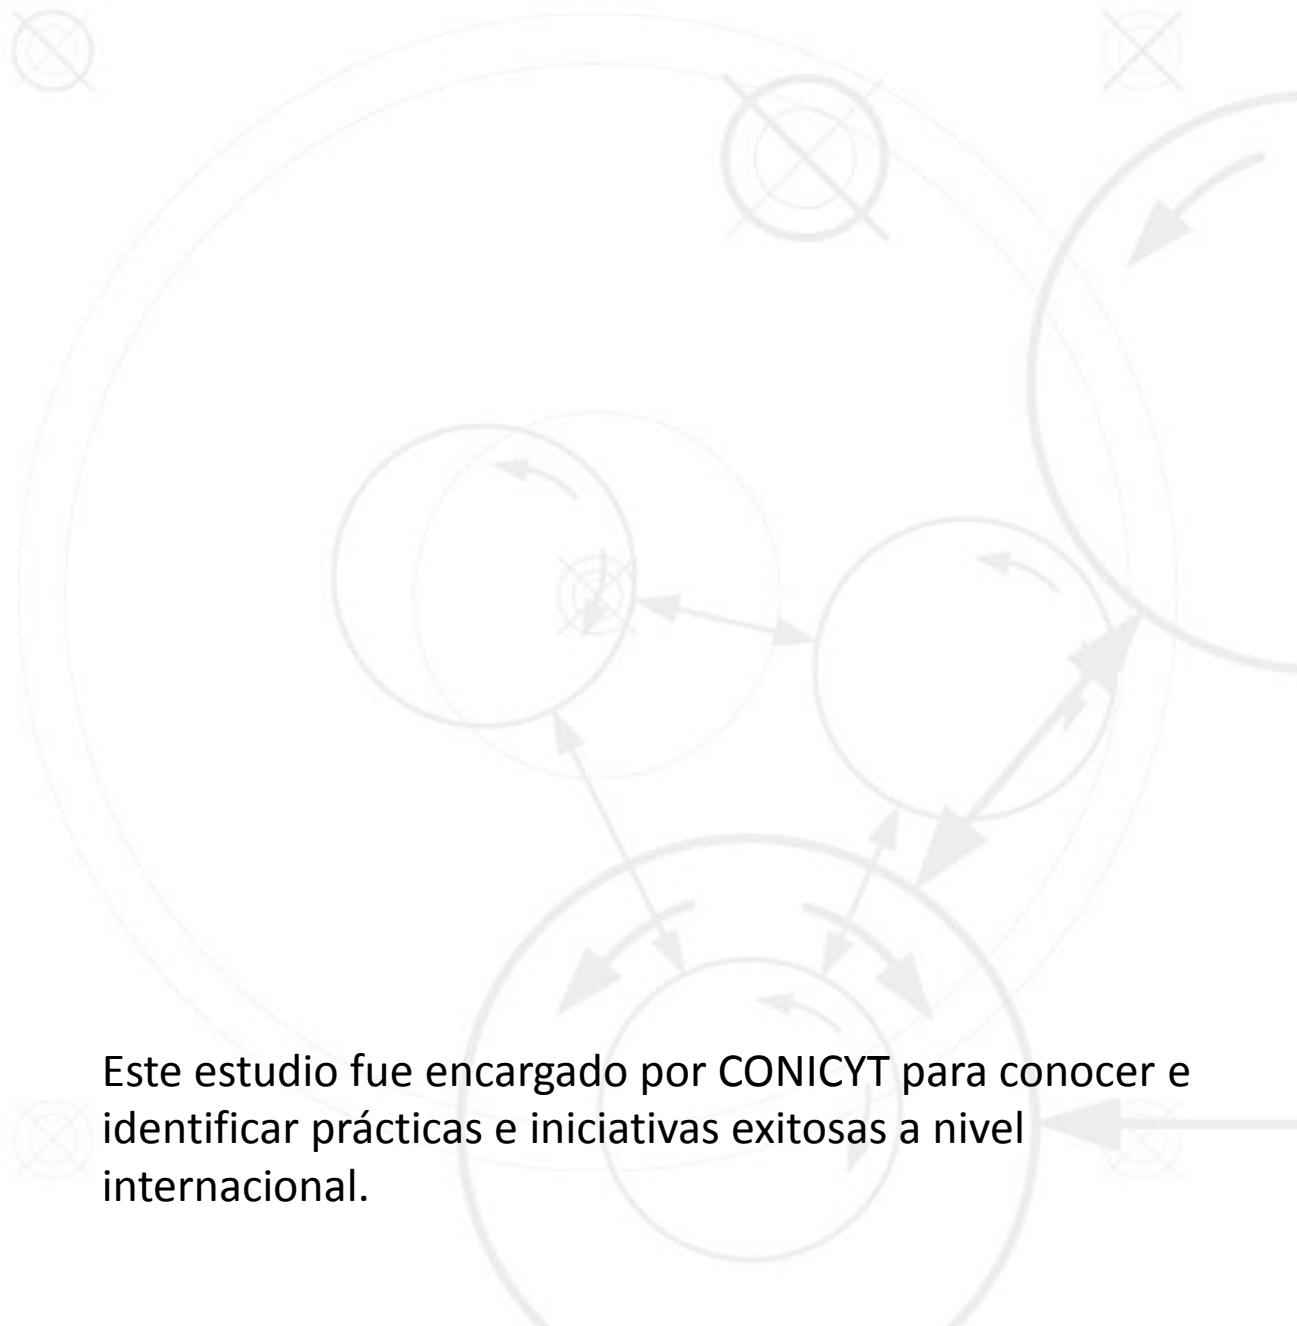 Este estudio fue encargado por CONICYT para conocer e
identificar prácticas e iniciativas exitosas a nivel
internacional.